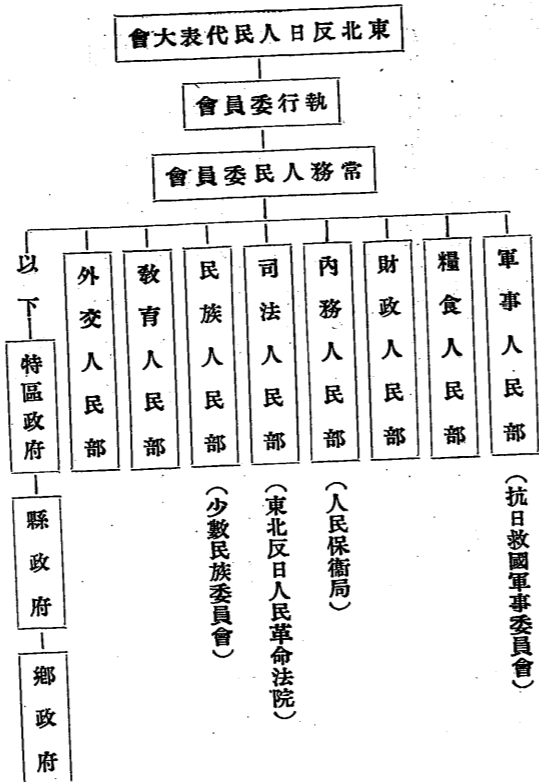 東北反日人民代表大會
執行委員會
常務人民委員會
軍事人民部
（抗日救國軍事委員會）
糧食人民部
財政人民部
內務人民部
（人民保衞局）
司法人民部
（東北反日人民革命法院）
民族人民部
（少數民族委員會）
敎育人民部
外交人民部
以下
特區政府
縣政府
鄕政府